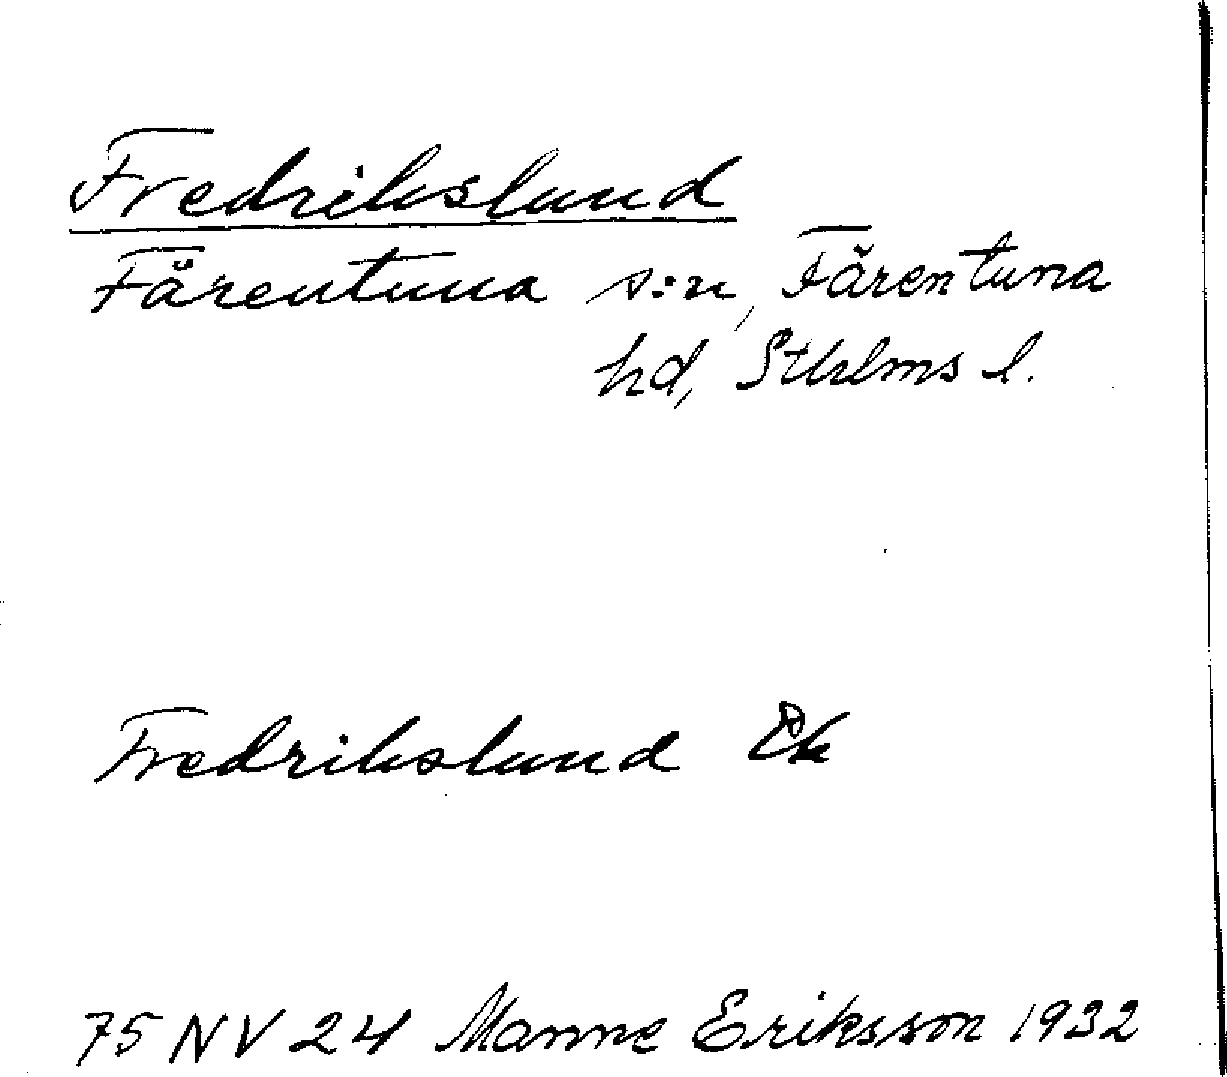 Fredrikslund
Färentuna s:n, Färentuna
hd, Sthlms l.
Fredrikslund Ek
75 NV 24 Manne Eriksson 1932